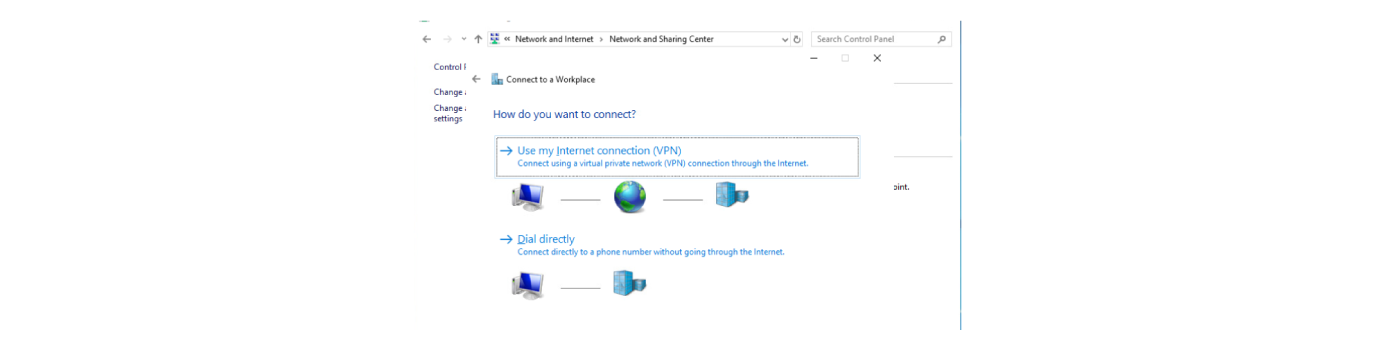 « Network and Internet > Network and Sharing Center
Search Control Panel
Control
Change
Change
settings
Connect to a Workplace
How do you want to connect?
Use my Internet connection (VPN)
Connect using a virtual private network (VPN) connection through the Internet.
oint.
Dial directly
Connect directly to a phone number without going through the Internet.